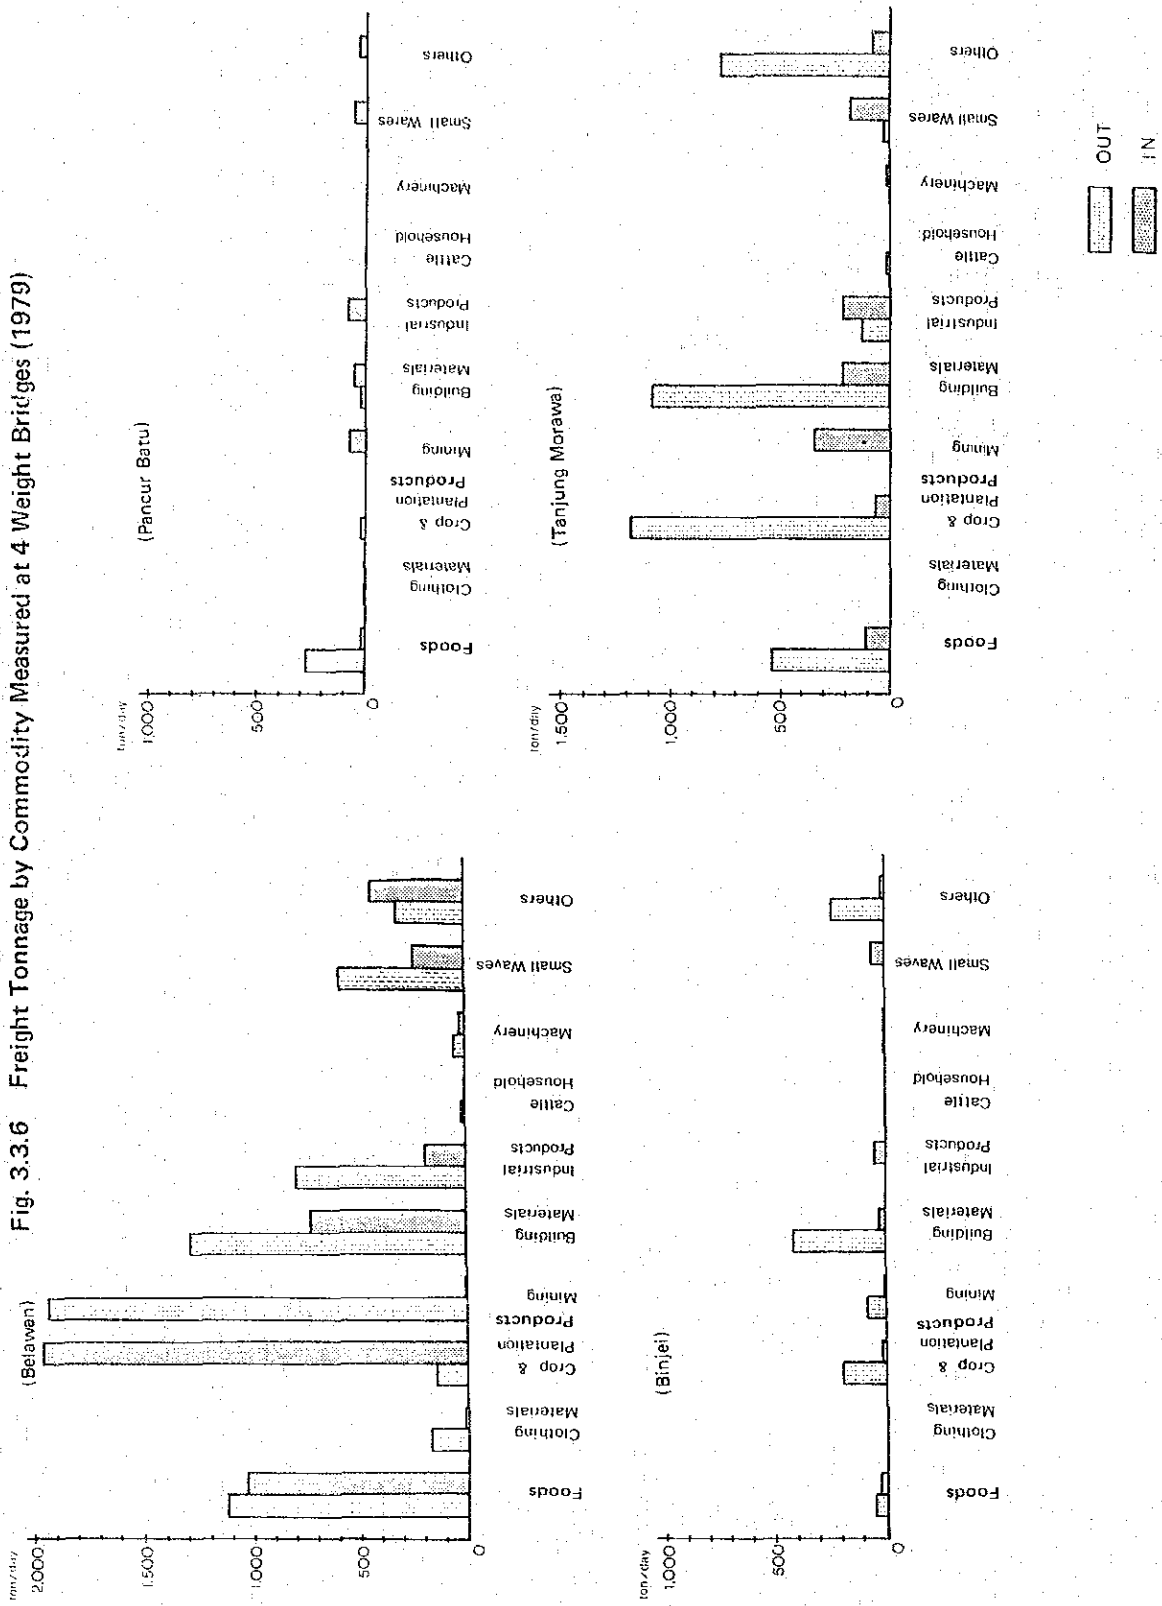 Fig. 3.3.6 Freight Tonnage by Commodity Measured at 4 Weight Bridges (1979)
(Belawan)
ton/day
2,000
1,500
1,000
500
0
Foods
Clothing
Materials
Crop &
Plantation
Products
Mining
Building
Materials
Industrial
Products
Cattle
Household
Machinery
Small Waves
Others
(Pancur Batu)
ton/day
1,000
500
0
Foods
Clothing
Materials
Crop &
Plantation
Products
Mining
Building
Materials
Industrial
Products
Cattle
Household
Machinery
Small Wares
Others
(Binjei)
ton/day
1,000
500
0
Foods
Clothing
Materials
Crop &
Plantation
Products
Mining
Building
Materials
Industrial
Products
Cattle
Household
Machinery
Small Waves
Others
(Tanjung Morawa)
ton/day
1,500
1,000
500
0
Foods
Clothing
Materials
Crop &
Plantation
Products
Mining
Building
Materials
Industrial
Products
Cattle
Household
Machinery
Small Wares
Others
OUT
IN